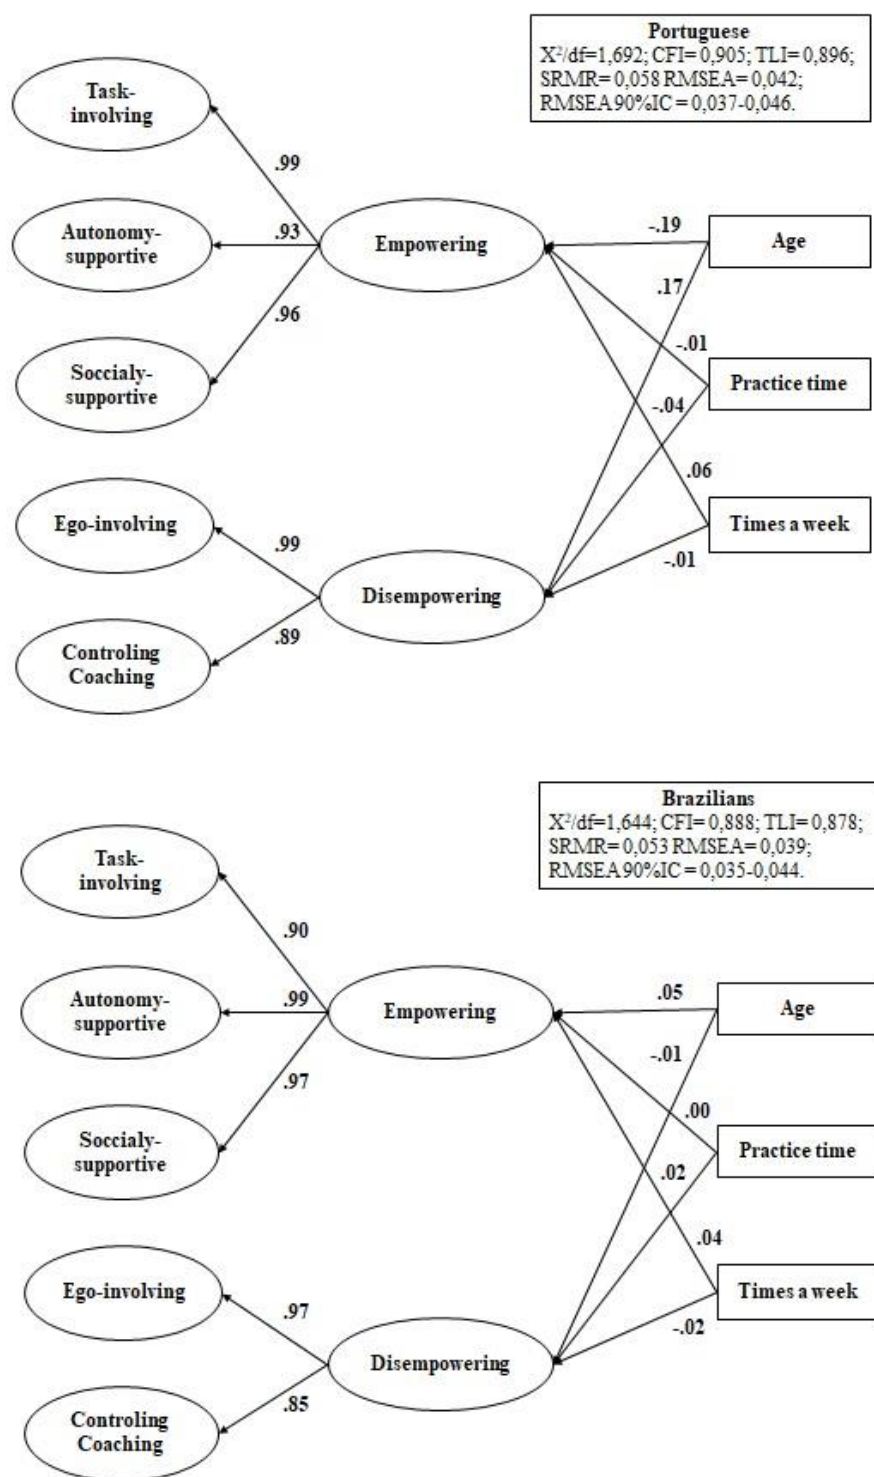 Portuguese
X²/df=1,692; CFI= 0,905; TLI= 0,896;
SRMR= 0,058 RMSEA= 0,042;
RMSEA 90%IC = 0,037-0,046.
Task-
involving
.99
Autonomy-
supportive
.93
Empowering
-.19
Age
.17
.96
-.01
Soccialy-
supportive
Practice time
-.04
.06
Ego-involving
.99
Times a week
-.01
Disempowering
.89
Controling
Coaching
Brazilians
X²/df=1,644; CFI= 0,888; TLI= 0,878;
SRMR= 0,053 RMSEA= 0,039;
RMSEA 90%IC = 0,035-0,044.
Task-
involving
.90
Autonomy-
supportive
.99
Empowering
.05
Age
-.01
.97
.00
Soccialy-
supportive
Practice time
.02
.04
Ego-involving
.97
Times a week
-.02
Disempowering
.85
Controling
Coaching